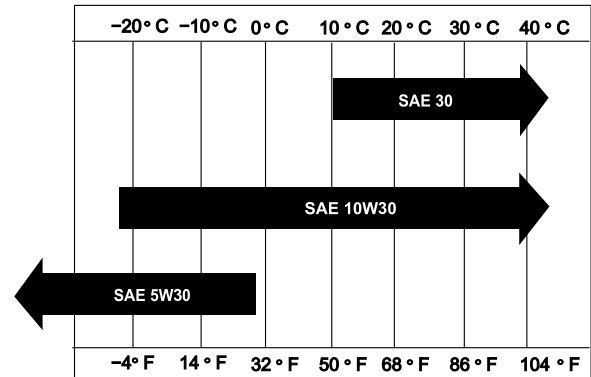 −20° C −10° C 0° C 10° C 20° C 30° C 40° C
SAE 30
SAE 10W30
SAE 5W30
−4° F 14° F 32° F 50° F 68° F 86° F 104° F